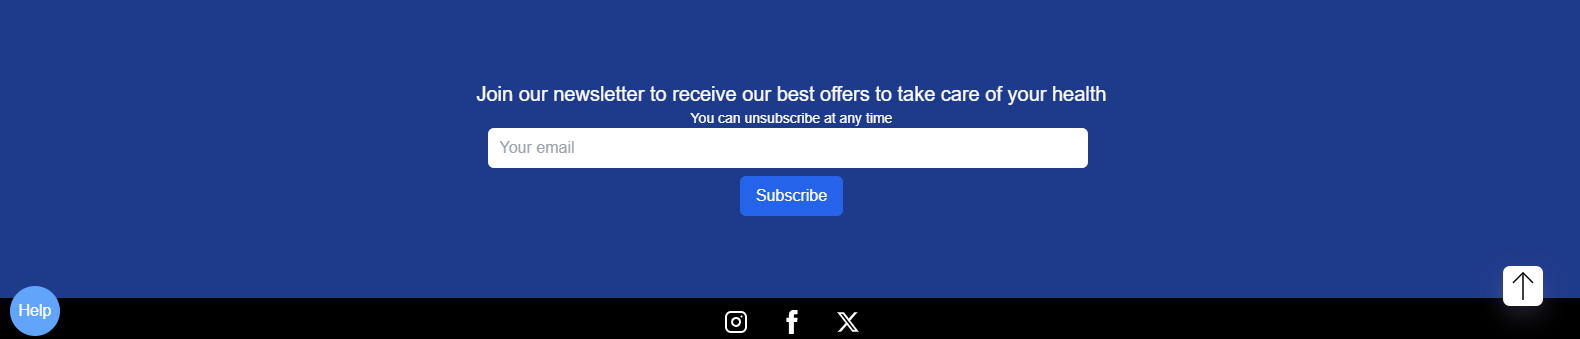 Join our newsletter to receive our best offers to take care of your health
You can unsubscribe at any time
Your email
Subscribe
Help